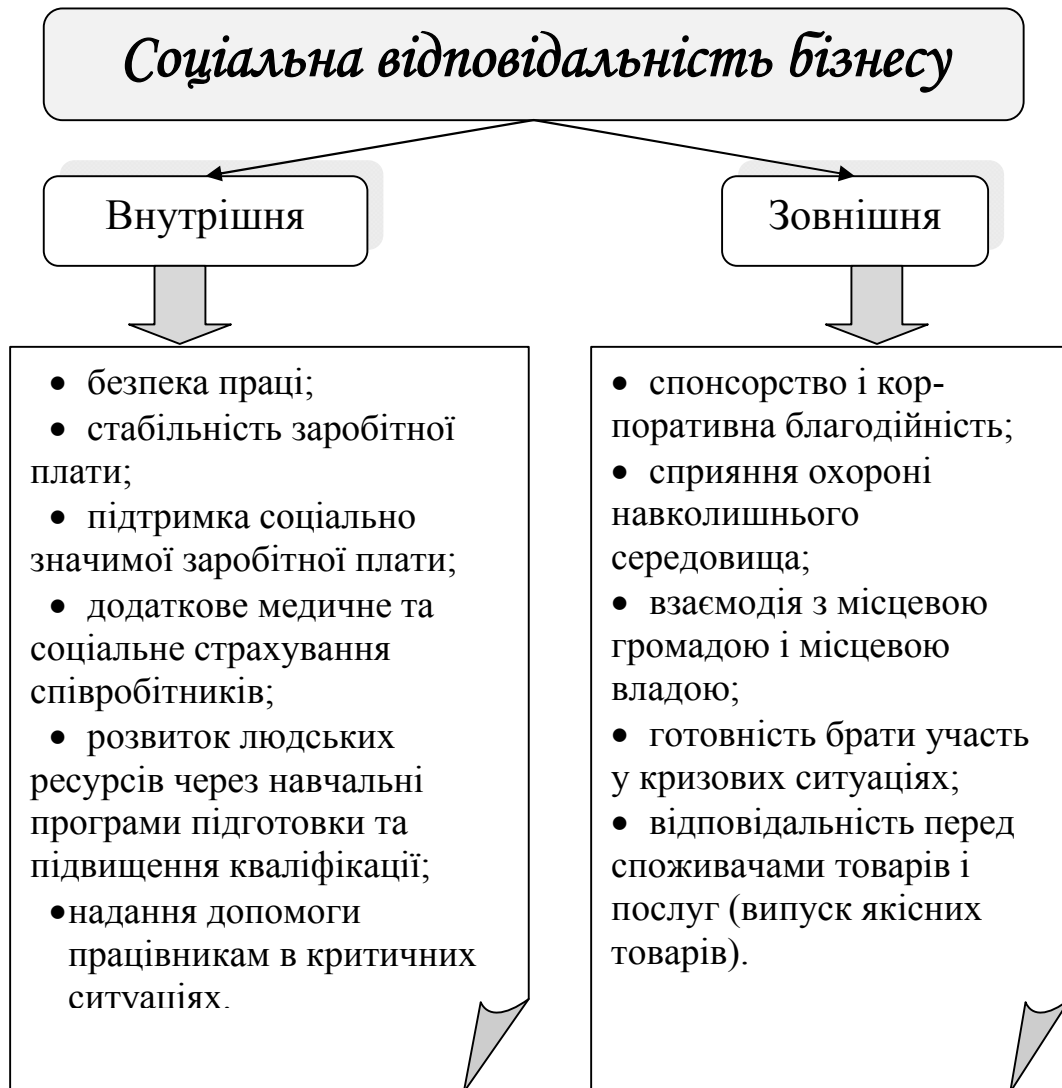 Соціальна відповідальність бізнесу
Внутрішня
Зовнішня
• безпека праці;
• стабільність заробітної
плати;
• підтримка соціально
значимої заробітної плати;
• додаткове медичне та
соціальне страхування
співробітників;
• розвиток людських
ресурсів через навчальні
програми підготовки та
підвищення кваліфікації;
•надання допомоги
працівникам в критичних
ситуаціях.
• спонсорство і кор-
поративна благодійність;
• сприяння охороні
навколишнього
середовища;
• взаємодія з місцевою
громадою і місцевою
владою;
• готовність брати участь
у кризових ситуаціях;
• відповідальність перед
споживачами товарів і
послуг (випуск якісних
товарів).